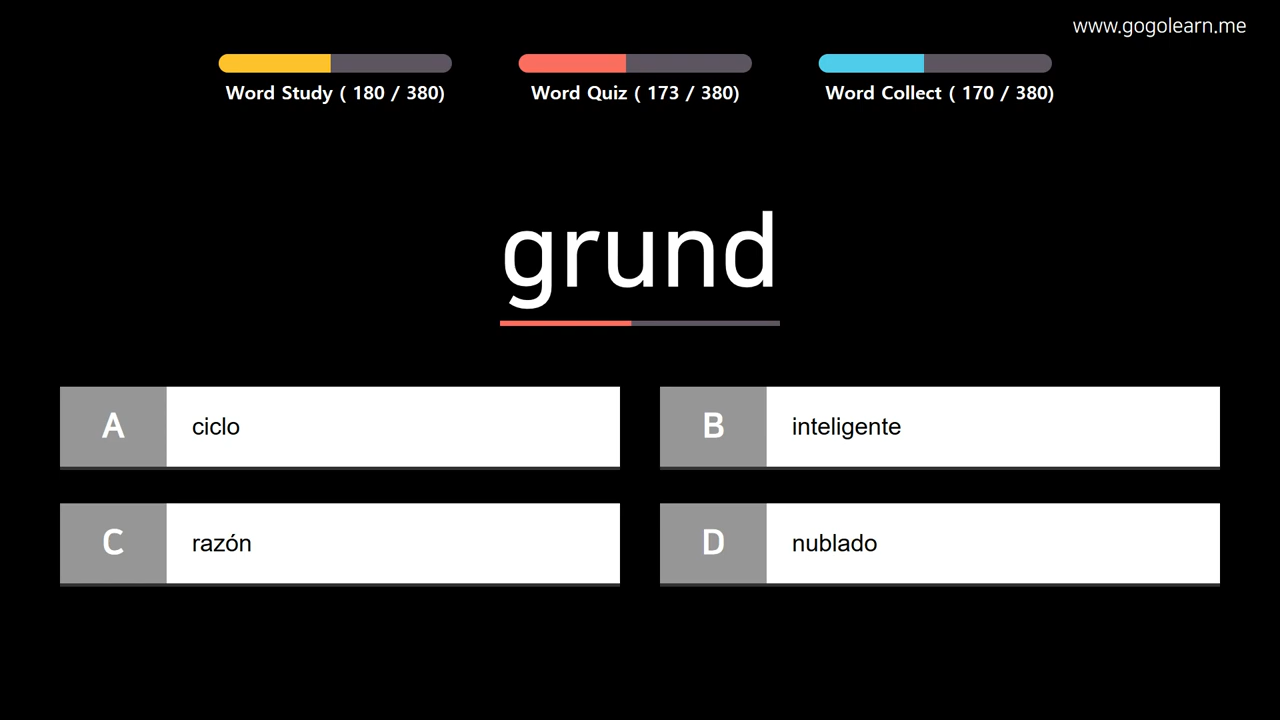 www.gogolearn.me
Word Study ( 180 / 380)
Word Quiz ( 173 / 380)
Word Collect ( 170 / 380)
grund
A
ciclo
B
inteligente
C
razón
D
nublado